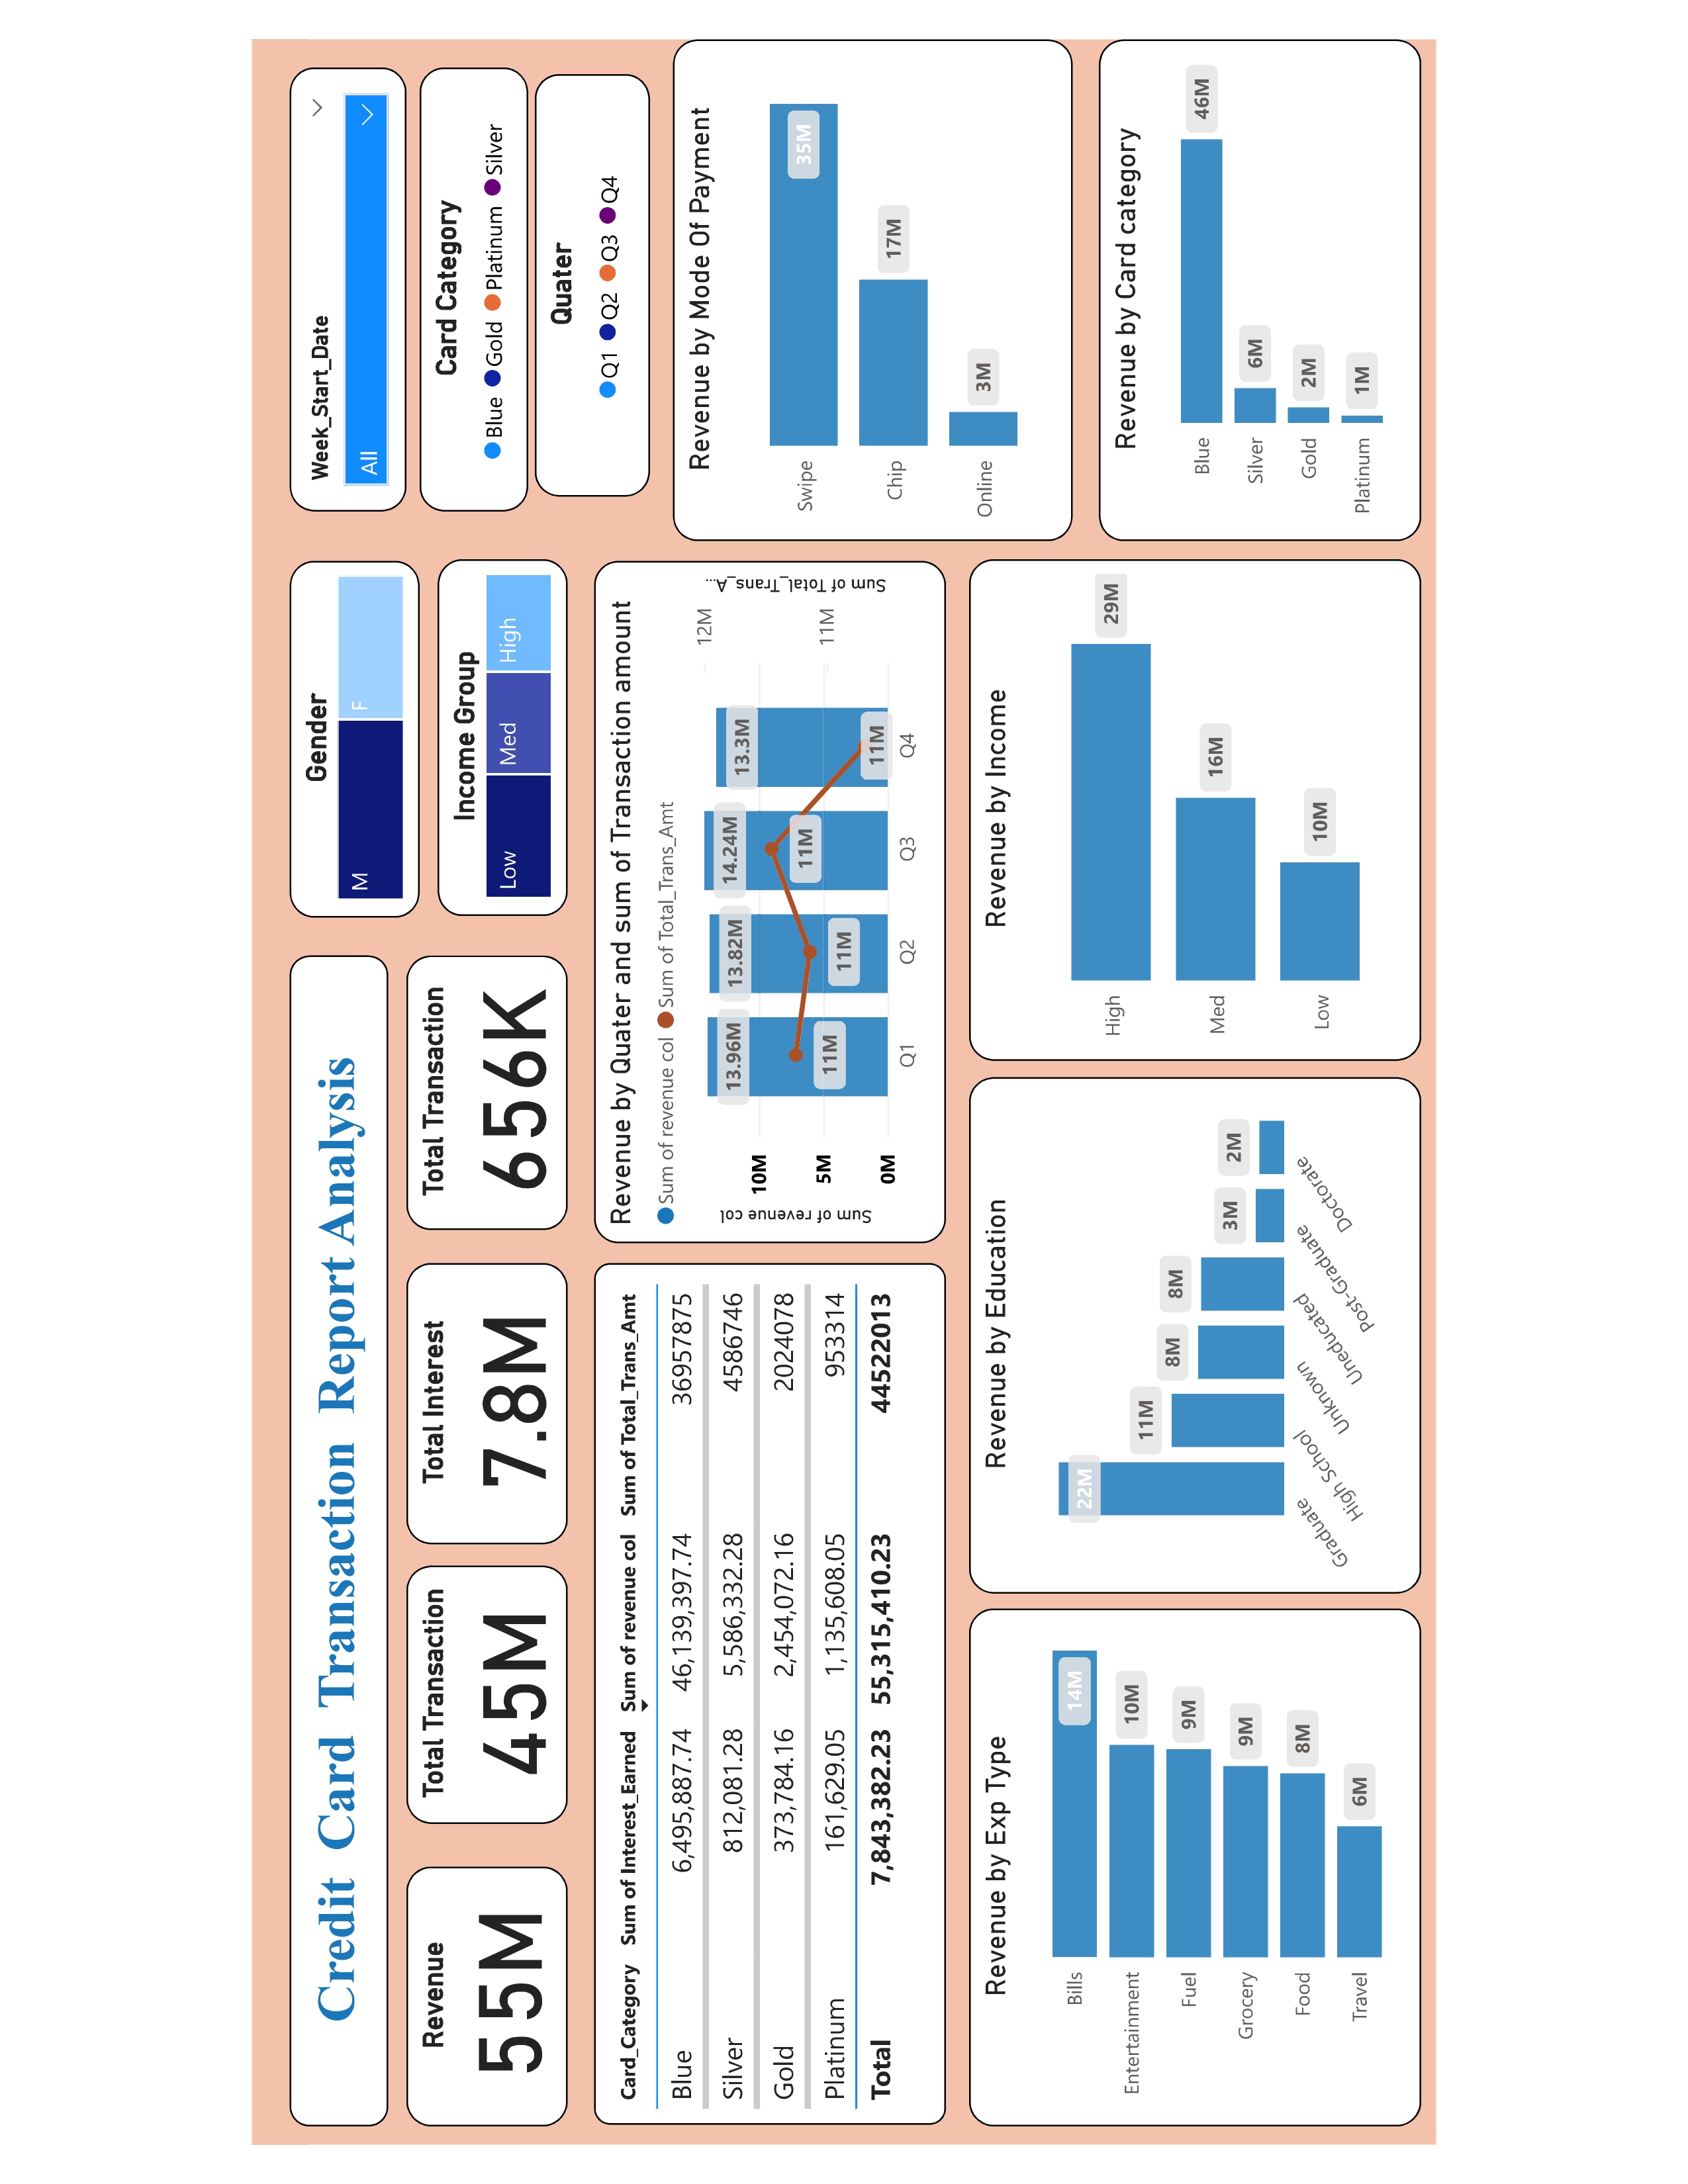 Credit Card Transaction Report Analysis
Gender
M F
Week_Start_Date
All
Revenue
55M
Total Transaction
45M
Total Interest
7.8M
Total Transaction
656K
Income Group
Low Med High
Card Category
Blue Gold Platinum Silver
Quater
Q1 Q2 Q3 Q4
Card_Category Sum of Interest_Earned Sum of revenue col Sum of Total_Trans_Amt
Blue 6,495,887.74 46,139,397.74 36957875
Silver 812,081.28 5,586,332.28 4586746
Gold 373,784.16 2,454,072.16 2024078
Platinum 161,629.05 1,135,608.05 953314
Total 7,843,382.23 55,315,410.23 44522013
Revenue by Quater and sum of Transaction amount
Sum of revenue col Sum of Total_Trans_Amt
Sum of revenue col
10M
5M
0M
13.96M 13.82M 14.24M 13.3M
11M 11M 11M 11M
Q1 Q2 Q3 Q4
12M
11M
Sum of Total_Trans_A...
Revenue by Mode Of Payment
Swipe 35M
Chip 17M
Online 3M
Revenue by Exp Type
Bills 14M
Entertainment 10M
Fuel 9M
Grocery 9M
Food 8M
Travel 6M
Revenue by Education
22M 11M 8M 8M 3M 2M
Graduate High School Unknown Uneducated Post-Graduate Doctorate
Revenue by Income
High 29M
Med 16M
Low 10M
Revenue by Card category
Blue 46M
Silver 6M
Gold 2M
Platinum 1M